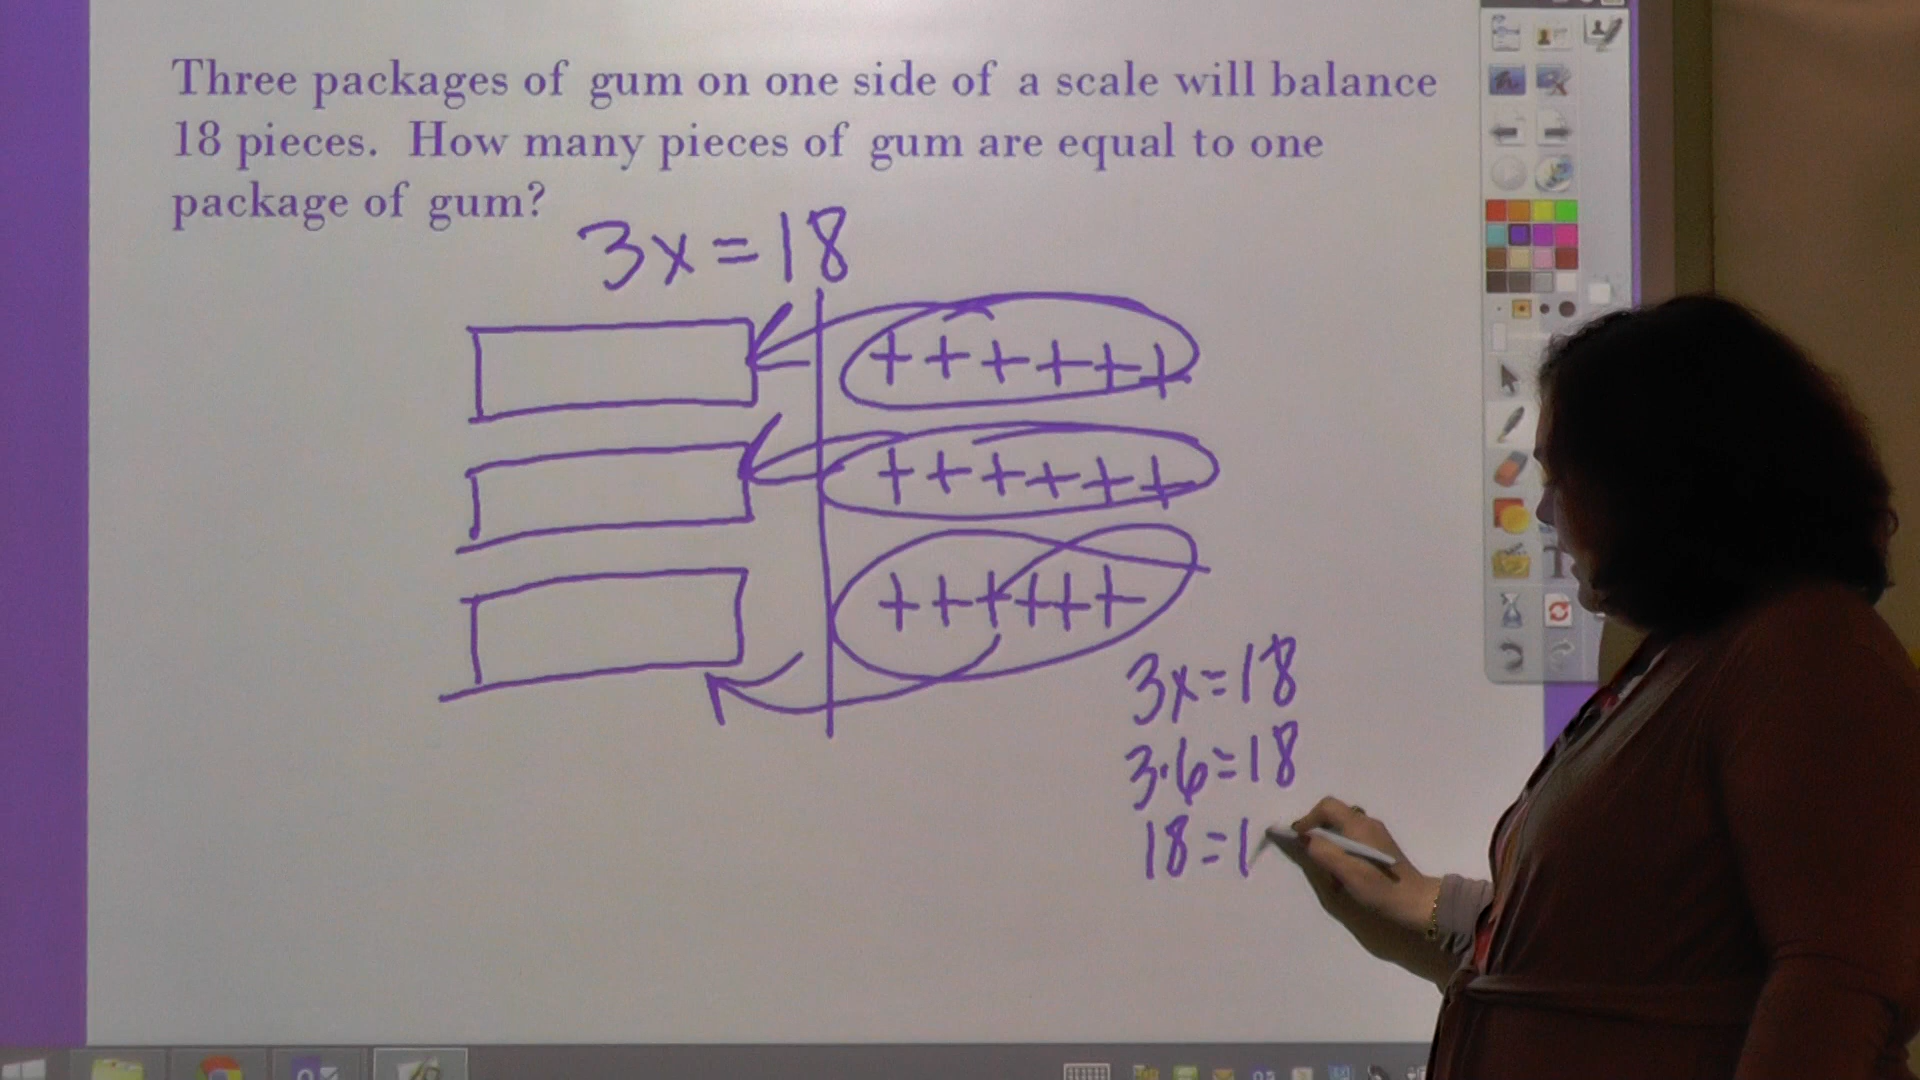 Three packages of gum on one side of a scale will balance
18 pieces. How many pieces of gum are equal to one
package of gum?
3x=18
++++++
++++++
++++++
3x=18
3·6=18
18=1